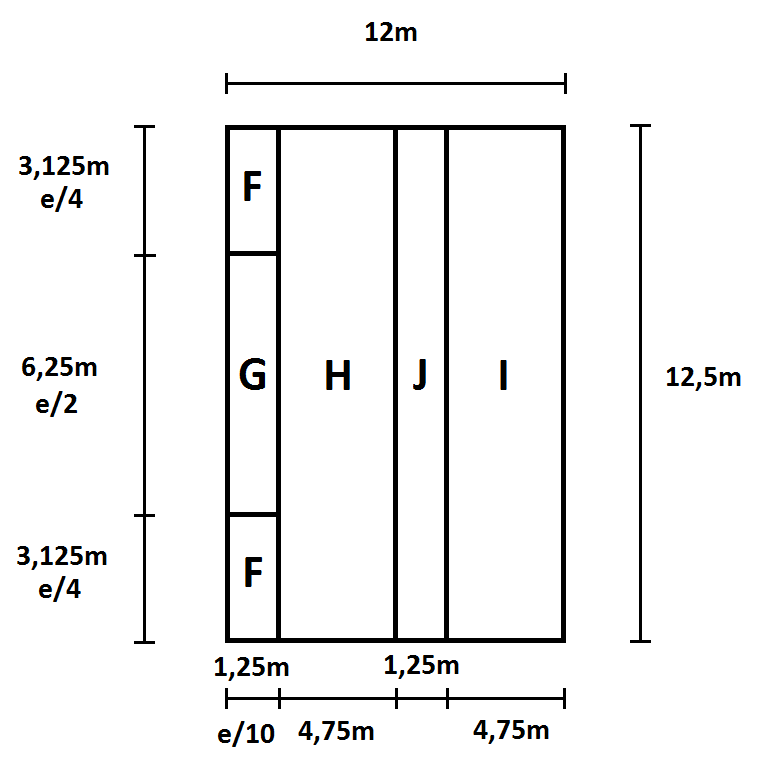 12m
3,125m
e/4
F
6,25m
e/2
G H J I
12,5m
3,125m
e/4
F
1,25m 1,25m
e/10 4,75m 4,75m